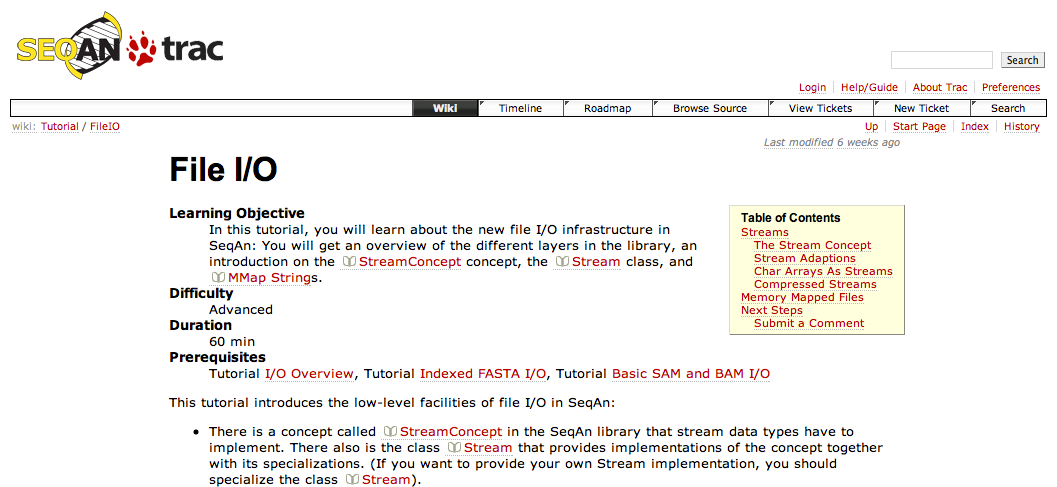 SEQAN trac
Search
Login Help/Guide About Trac Preferences
Wiki Timeline Roadmap Browse Source View Tickets New Ticket Search
wiki: Tutorial / FileIO
Up Start Page Index History
Last modified 6 weeks ago
File I/O
Learning Objective
In this tutorial, you will learn about the new file I/O infrastructure in
SeqAn: You will get an overview of the different layers in the library, an
introduction on the StreamConcept concept, the Stream class, and
MMap Strings.
Difficulty
Advanced
Duration
60 min
Prerequisites
Tutorial I/O Overview, Tutorial Indexed FASTA I/O, Tutorial Basic SAM and BAM I/O
Table of Contents
Streams
The Stream Concept
Stream Adaptions
Char Arrays As Streams
Compressed Streams
Memory Mapped Files
Next Steps
Submit a Comment
This tutorial introduces the low-level facilities of file I/O in SeqAn:
• There is a concept called StreamConcept in the SeqAn library that stream data types have to
implement. There also is the class Stream that provides implementations of the concept together
with its specializations. (If you want to provide your own Stream implementation, you should
specialize the class Stream).